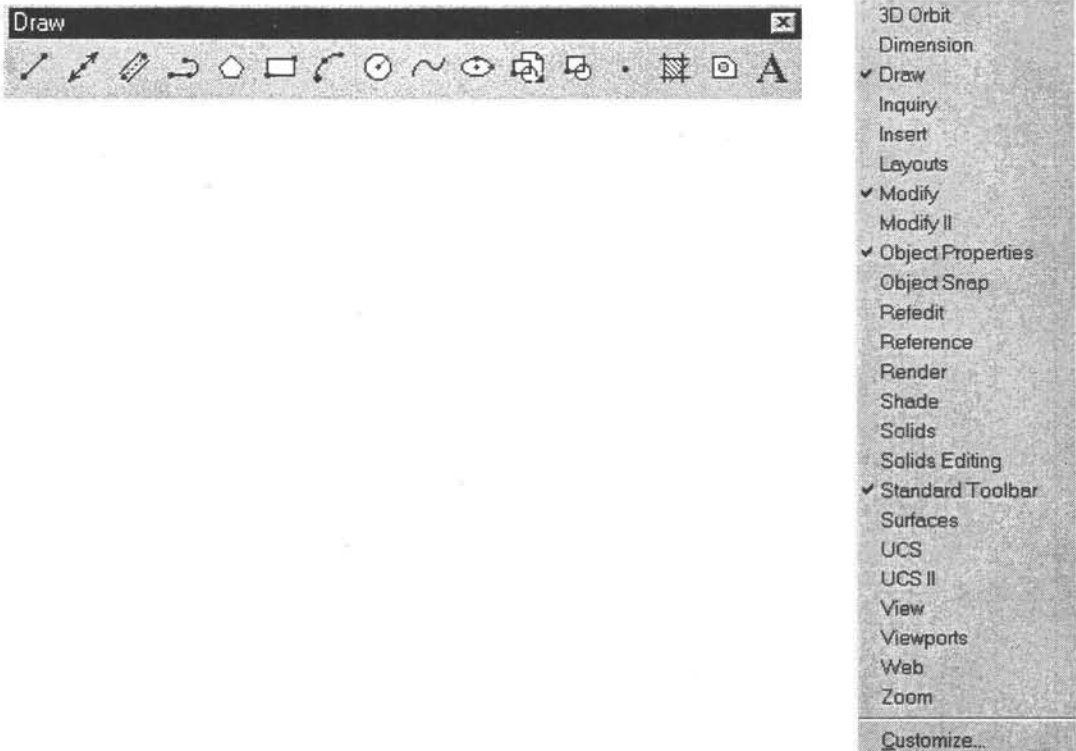 Draw
A
3D Orbit
Dimension
Draw
Inquiry
Insert
Layouts
Modify
Modify II
Object Properties
Object Snap
Refedit
Reference
Render
Shade
Solids
Solids Editing
Standard Toolbar
Surfaces
UCS
UCS II
View
Viewports
Web
Zoom
Customize...